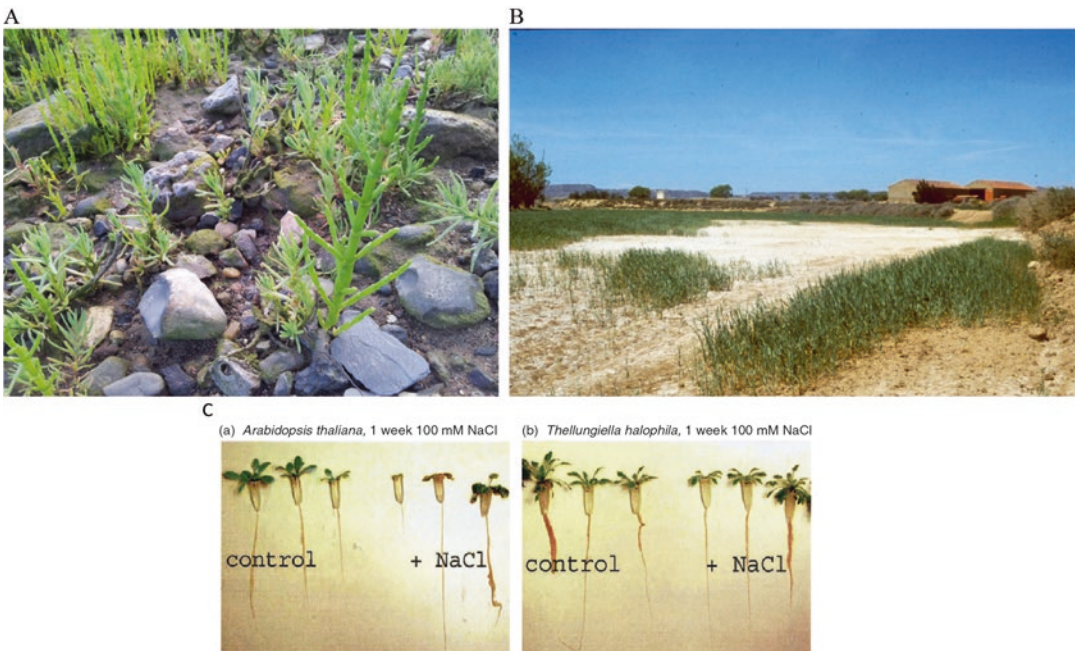 A
B
C
(a) Arabidopsis thaliana, 1 week 100 mM NaCl
(b) Thellungiella halophila, 1 week 100 mM NaCl
control
+ NaCl
control
+ NaCl